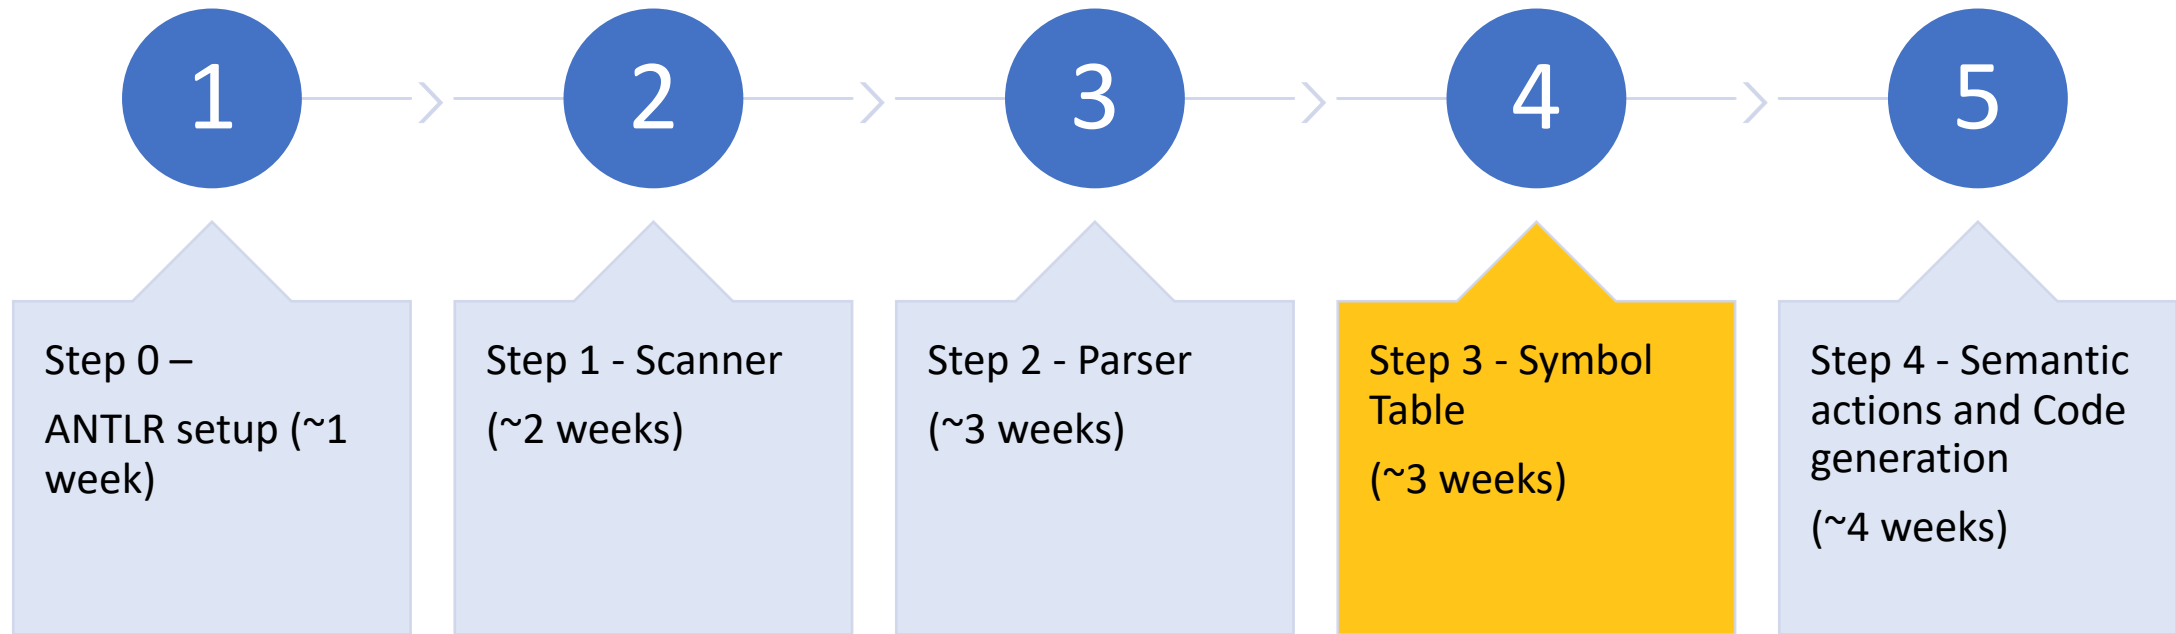 1
2
3
4
5
Step 0 –
ANTLR setup (~1
week)
Step 1 - Scanner
(~2 weeks)
Step 2 - Parser
(~3 weeks)
Step 3 - Symbol
Table
(~3 weeks)
Step 4 - Semantic
actions and Code
generation
(~4 weeks)